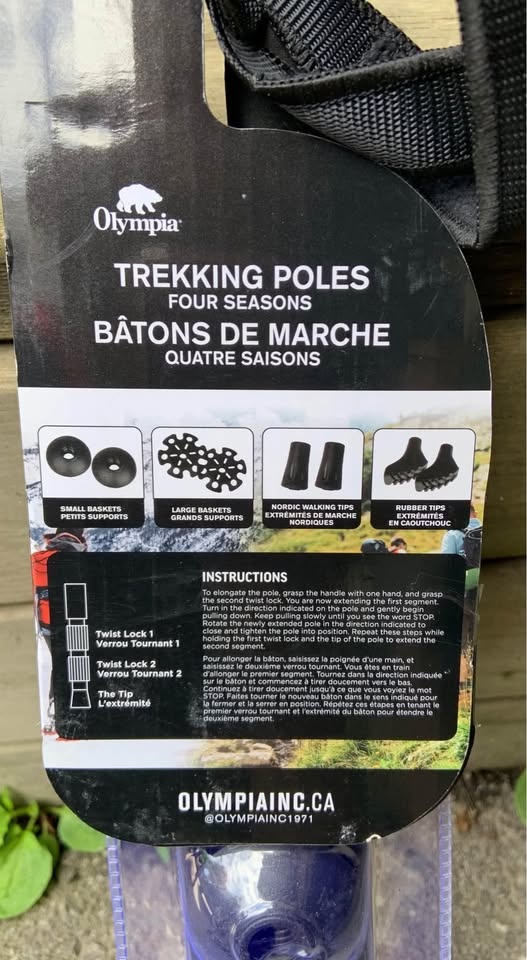 Olympia
TREKKING POLES
FOUR SEASONS
BÂTONS DE MARCHE
QUATRE SAISONS
SMALL BASKETS
PETITS SUPPORTS
LARGE BASKETS
GRANDS SUPPORTS
NORDIC WALKING TIPS
EXTRÉMITÉS DE MARCHE
NORDIQUES
RUBBER TIPS
EXTRÉMITÉS
EN CAOUTCHOUC
Twist Lock 1
Verrou Tournant 1
Twist Lock 2
Verrou Tournant 2
The Tip
L'extrémité
INSTRUCTIONS
To elongate the pole, grasp the handle with one hand, and grasp
the second twist lock. You are now extending the first segment.
Turn in the direction indicated on the pole and gently begin
pulling down. Keep pulling slowly until you see the word STOP.
Rotate the newly extended pole in the direction indicated to
close and tighten the pole into position. Repeat these steps while
holding the first twist lock and the tip of the pole to extend the
second segment.
Pour allonger le bâton, saisissez la poignée d'une main, et
saisissez le deuxième verrou tournant. Vous êtes en train
d'allonger le premier segment. Tournez dans la direction indiquée
sur le bâton et commencez à tirer doucement vers le bas.
Continuez à tirer doucement jusqu'à ce que vous voyiez le mot
STOP. Faites tourner le nouveau bâton dans le sens indiqué pour
la fermer et la serrer en position. Répétez ces étapes en tenant le
premier verrou tournant et l'extrémité du bâton pour étendre le
deuxième segment.
OLYMPIAINC.CA
@OLYMPIAINC1971